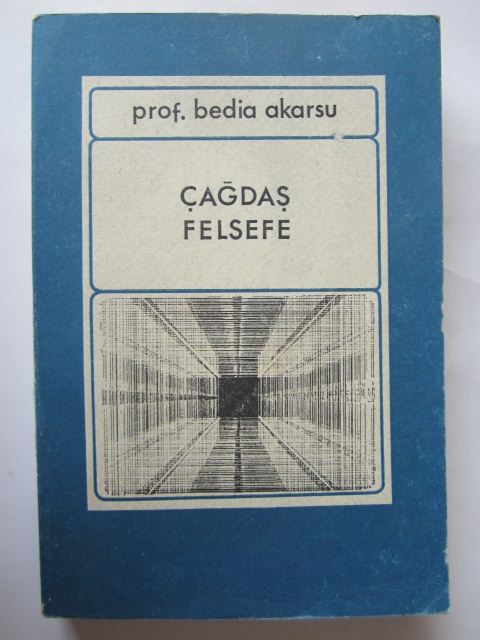 prof. bedia akarsu
ÇAĞDAŞ
FELSEFE